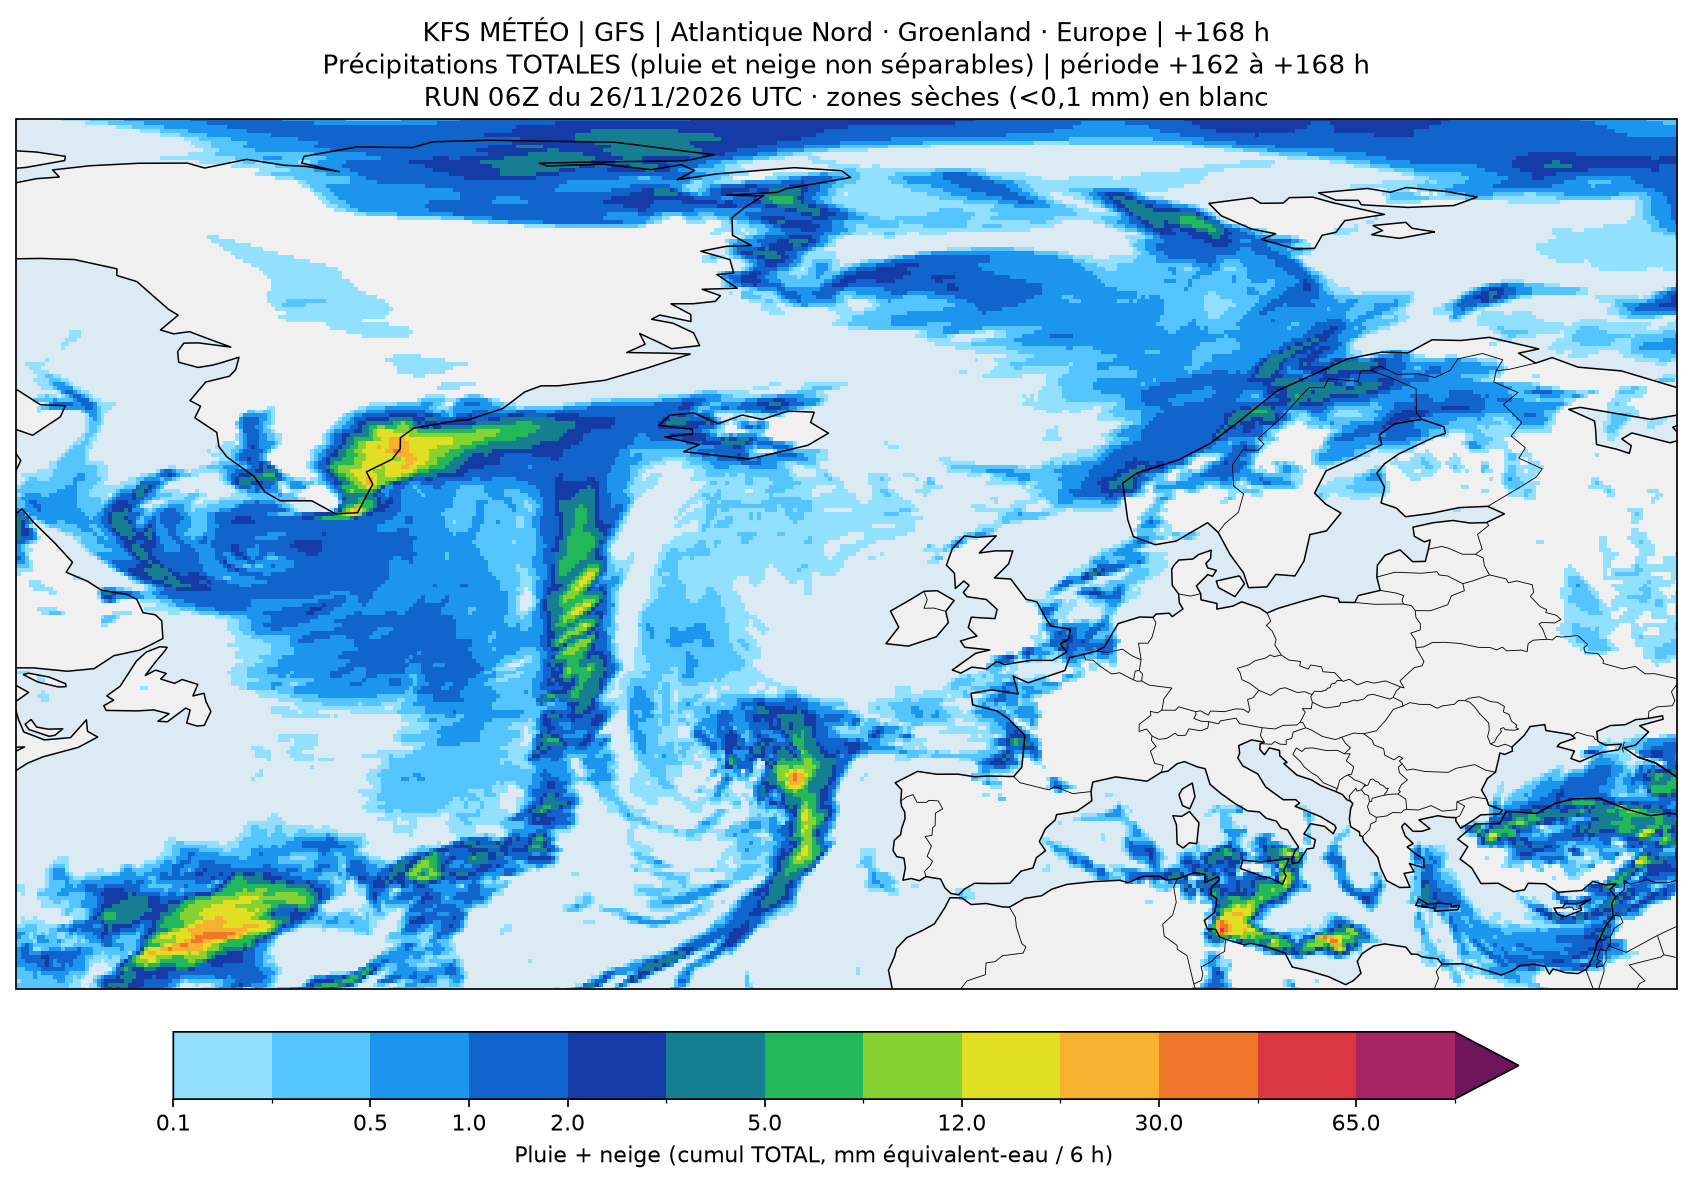 KFS MÉTÉO | GFS | Atlantique Nord · Groenland · Europe | +168 h
Précipitations TOTALES (pluie et neige non séparables) | période +162 à +168 h
RUN 06Z du 26/11/2026 UTC · zones sèches (<0,1 mm) en blanc
0.1 0.5 1.0 2.0 5.0 12.0 30.0 65.0
Pluie + neige (cumul TOTAL, mm équivalent-eau / 6 h)